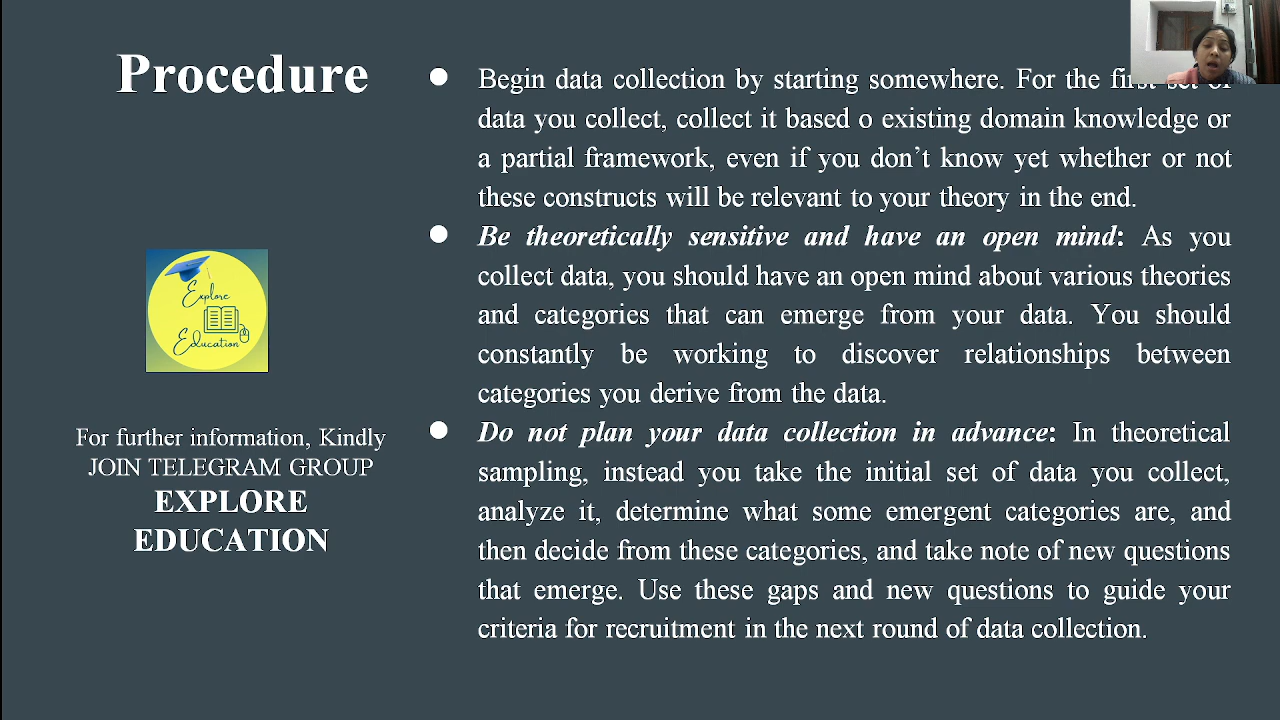 Procedure
● Begin data collection by starting somewhere. For the first set of
data you collect, collect it based o existing domain knowledge or
a partial framework, even if you don’t know yet whether or not
these constructs will be relevant to your theory in the end.
● Be theoretically sensitive and have an open mind: As you
collect data, you should have an open mind about various theories
and categories that can emerge from your data. You should
constantly be working to discover relationships between
categories you derive from the data.
● Do not plan your data collection in advance: In theoretical
sampling, instead you take the initial set of data you collect,
analyze it, determine what some emergent categories are, and
then decide from these categories, and take note of new questions
that emerge. Use these gaps and new questions to guide your
criteria for recruitment in the next round of data collection.
Explore
Education
For further information, Kindly
JOIN TELEGRAM GROUP
EXPLORE
EDUCATION